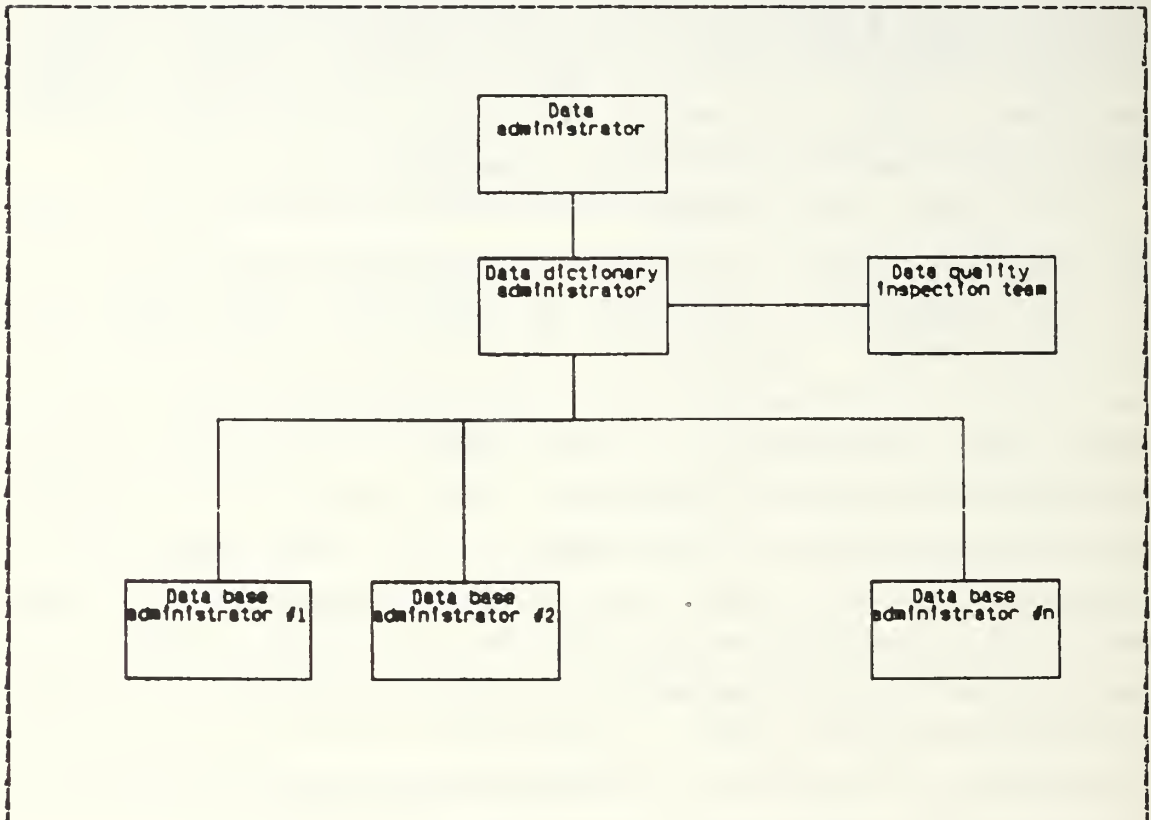 Data
administrator
Data dictionary
administrator
Data quality
inspection team
Data base
administrator #1
Data base
administrator #2
Data base
administrator #n